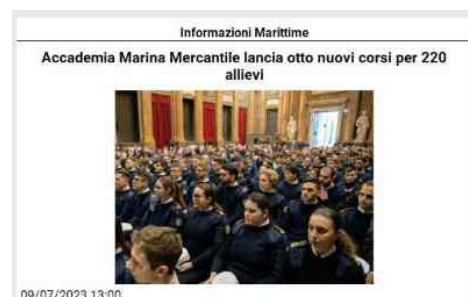 Informazioni Marittime
Accademia Marina Mercantile lancia otto nuovi corsi per 220
allievi
09/07/2023 13:00